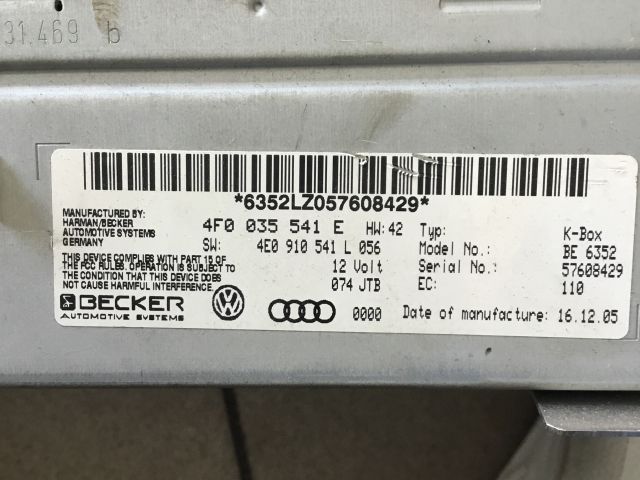 31.469 b
*6352LZ057608429*
MANUFACTURED BY:
HARMAN/BECKER
AUTOMOTIVE SYSTEMS
GERMANY
4F0 035 541 E HW: 42 Typ: K-Box
SW: 4E0 910 541 L 056 Model No.: BE 6352
12 Volt Serial No.: 57608429
074 JTB EC: 110
THIS DEVICE COMPLIES WITH PART 15 OF
THE FCC RULES. OPERATION IS SUBJECT TO
THE CONDITION THAT THIS DEVICE DOES
NOT CAUSE HARMFUL INTERFERENCE.
BECKER
AUTOMOTIVE SYSTEMS
0000 Date of manufacture: 16.12.05